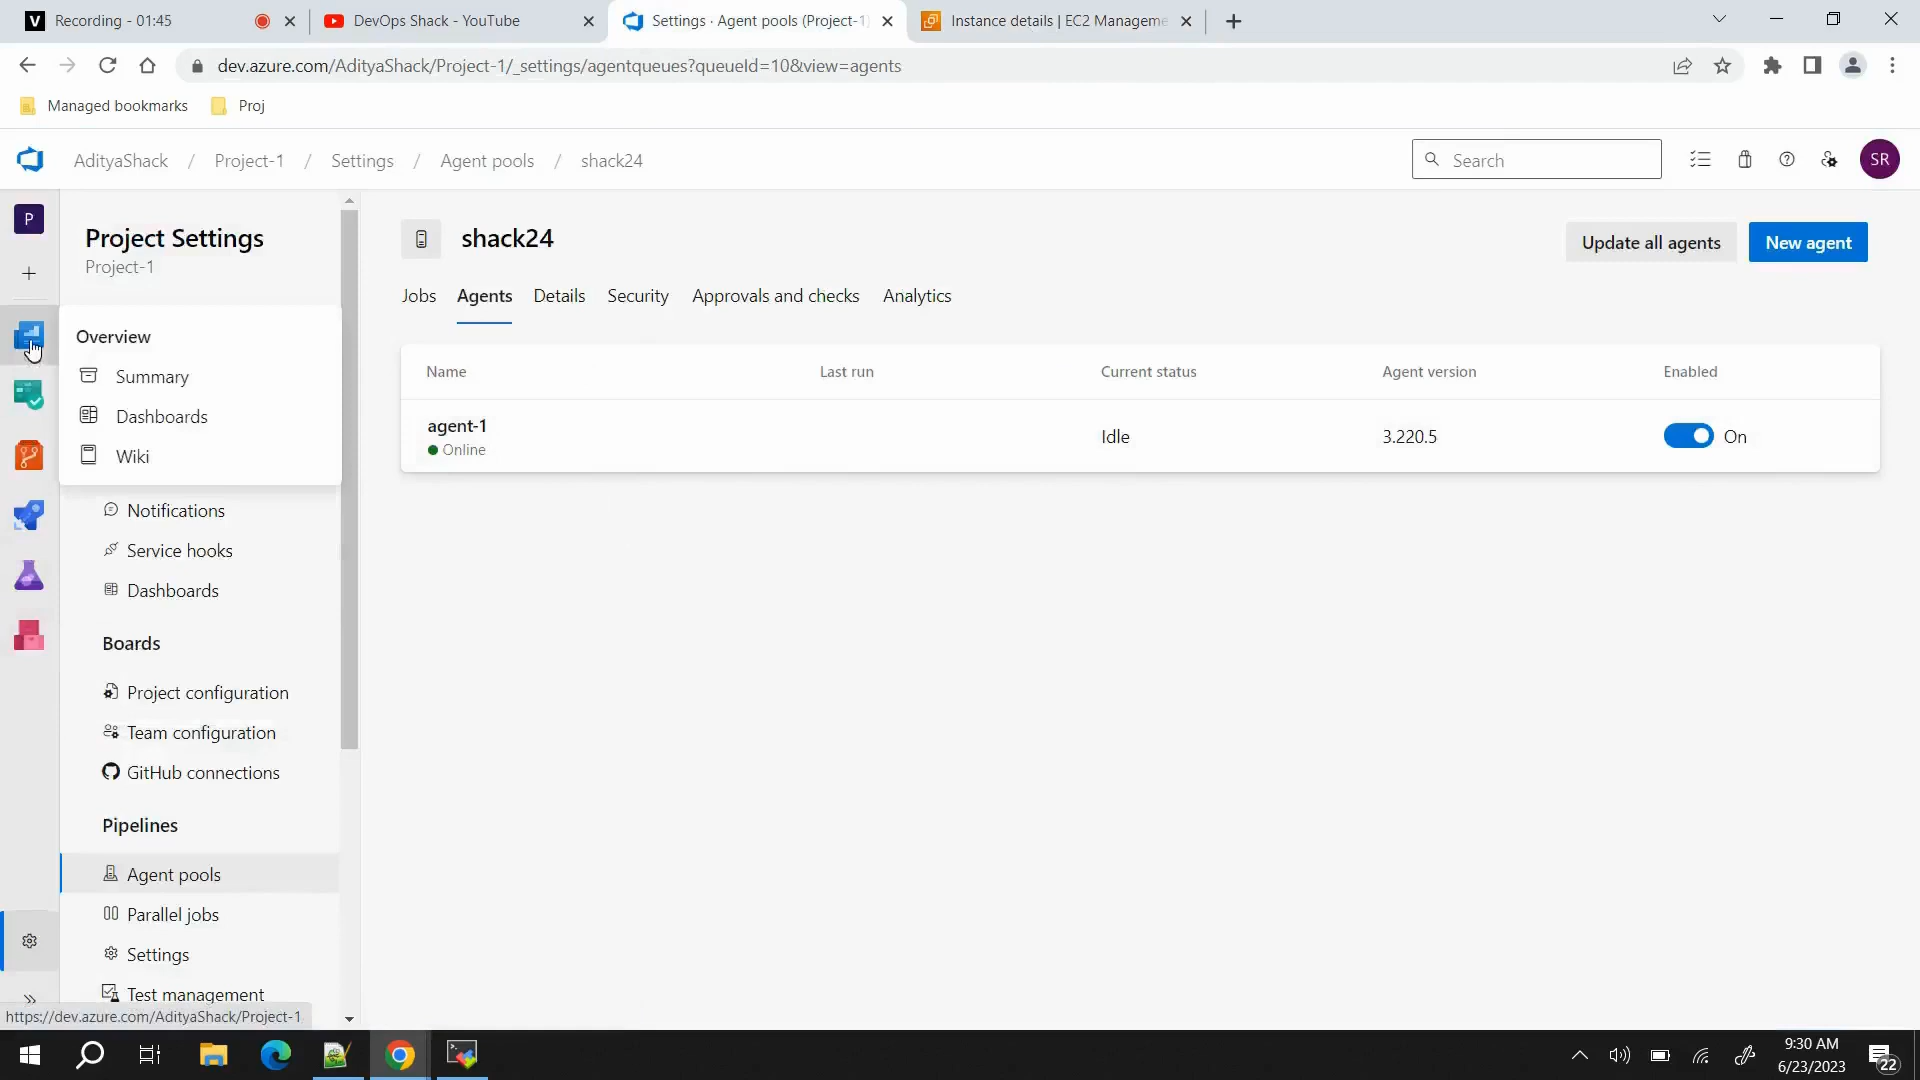 Recording - 01:45
DevOps Shack - YouTube
Settings · Agent pools (Project-1)
Instance details | EC2 Manageme
dev.azure.com/AdityaShack/Project-1/_settings/agentqueues?queueId=10&view=agents
Managed bookmarks
Proj
AdityaShack / Project-1 / Settings / Agent pools / shack24
Search
SR
P
Project Settings
Project-1
Overview
Summary
Dashboards
Wiki
Notifications
Service hooks
Dashboards
Boards
Project configuration
Team configuration
GitHub connections
Pipelines
Agent pools
Parallel jobs
Settings
Test management
https://dev.azure.com/AdityaShack/Project-1
shack24
Update all agents
New agent
Jobs
Agents
Details
Security
Approvals and checks
Analytics
Name
Last run
Current status
Agent version
Enabled
agent-1
Online
Idle
3.220.5
On
9:30 AM
6/23/2023
22